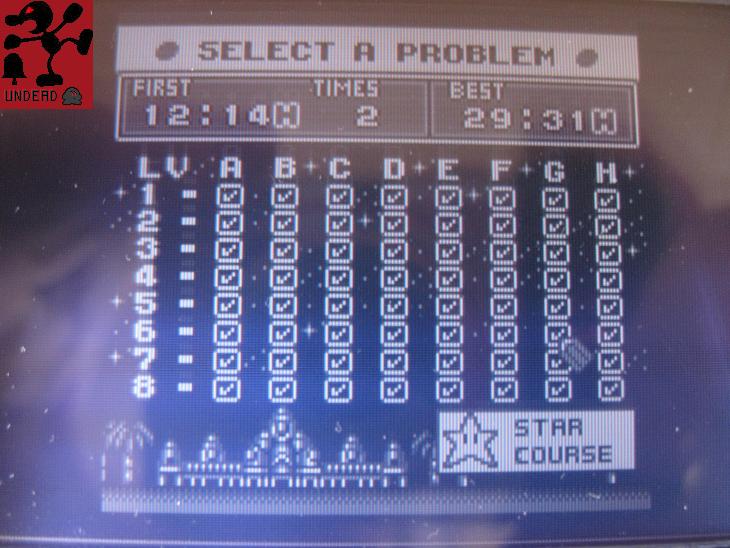 UNDEAD
SELECT A PROBLEM
FIRST TIMES BEST
12:14 2 29:31
LV A B C D E F G H
1 =
2 =
3 =
4 =
5 =
6 =
7 =
8 =
STAR
COURSE